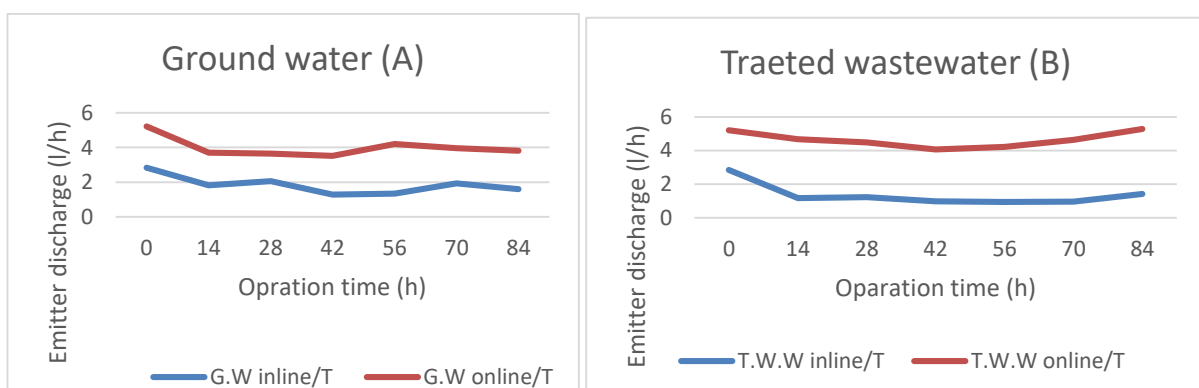 Ground water (A)
Emitter discharge (l/h)
6
4
2
0
0 14 28 42 56 70 84
Opration time (h)
G.W inline/T G.W online/T
Traeted wastewater (B)
Emitter discharge (l/h)
6
4
2
0
0 14 28 42 56 70 84
Oparation time (h)
T.W.W inline/T T.W.W online/T